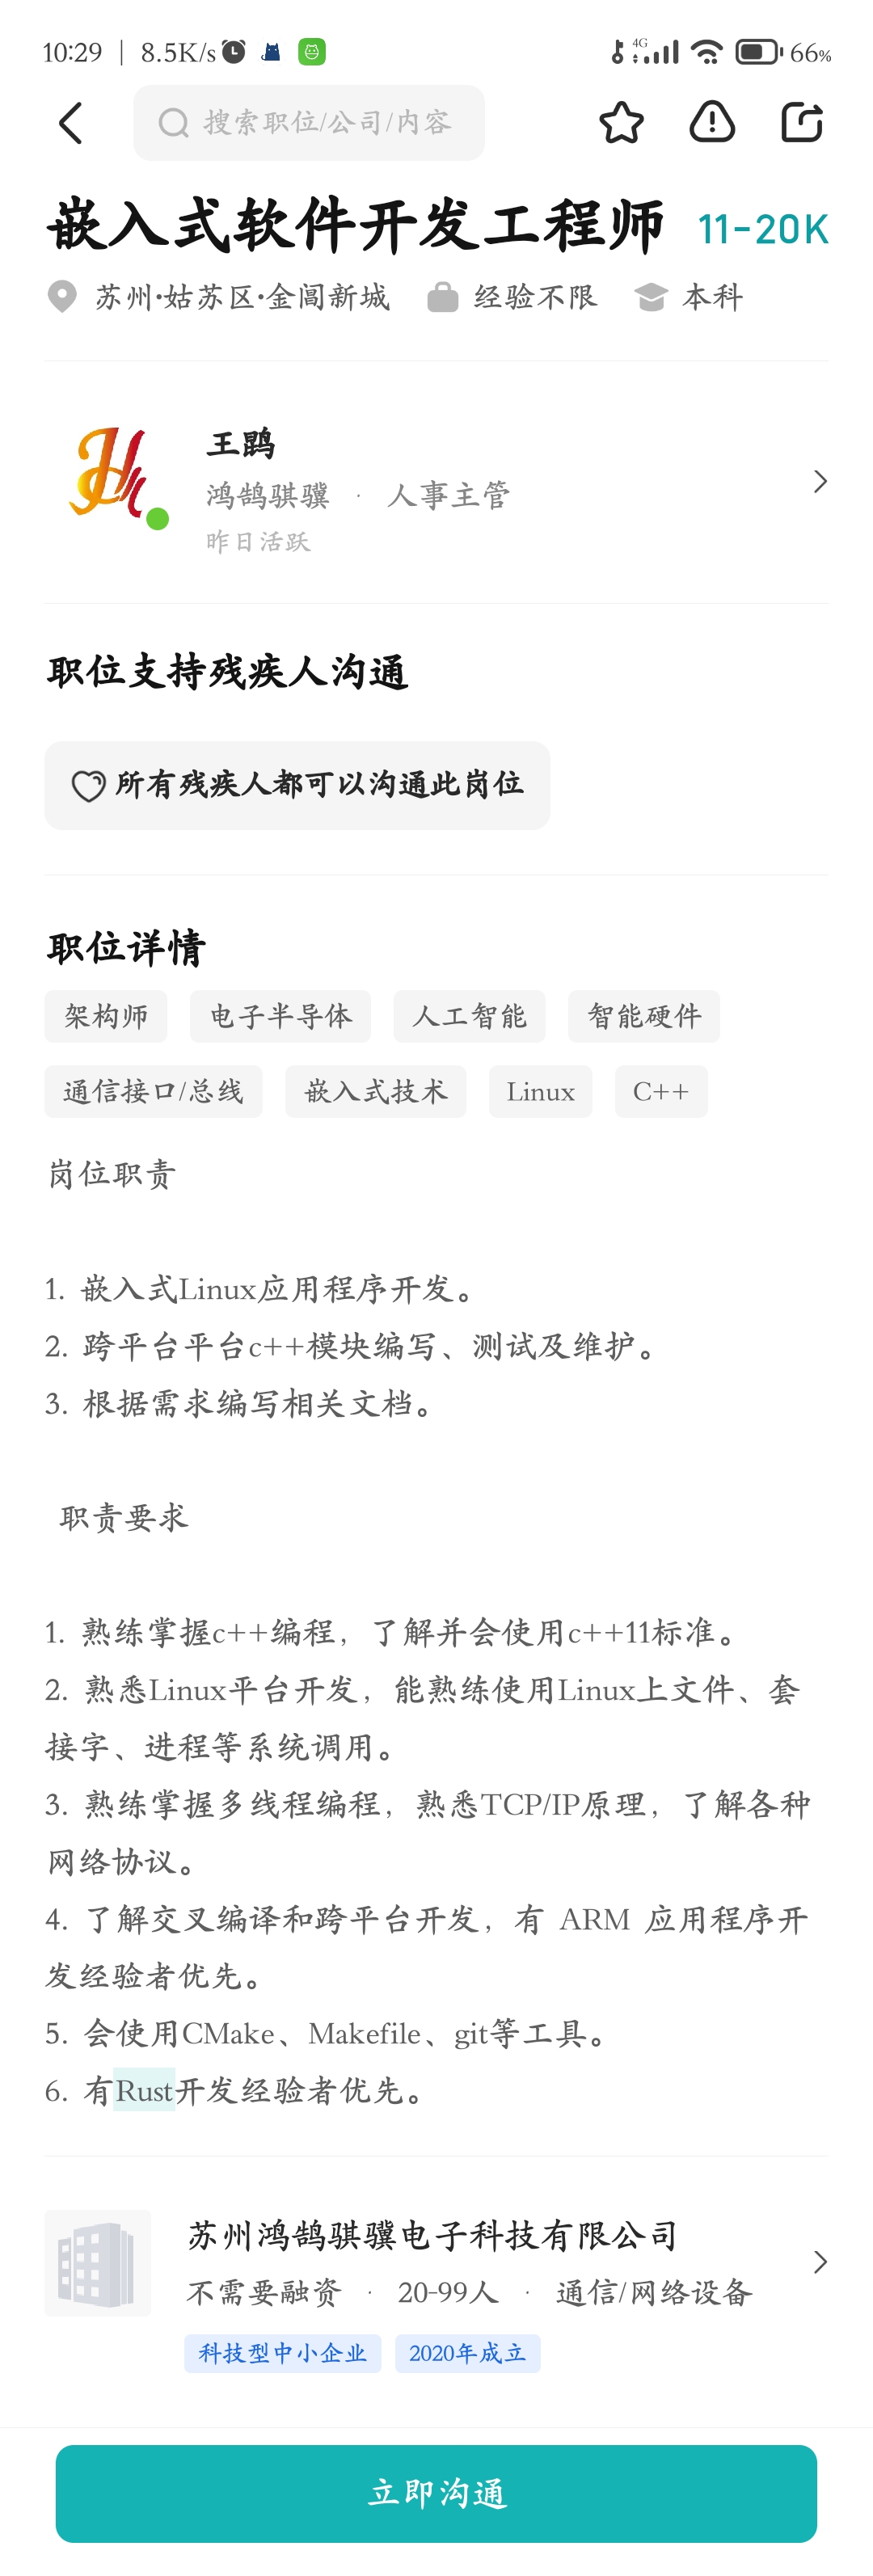 10:29 | 8.5K/s 4G 66%
搜索职位/公司/内容
嵌入式软件开发工程师 11-20K
苏州·姑苏区·金阊新城 经验不限 本科
王鹍
鸿鹄骐骥 · 人事主管
昨日活跃
职位支持残疾人沟通
所有残疾人都可以沟通此岗位
职位详情
架构师 电子半导体 人工智能 智能硬件
通信接口/总线 嵌入式技术 Linux C++
岗位职责
1. 嵌入式Linux应用程序开发。
2. 跨平台平台c++模块编写、测试及维护。
3. 根据需求编写相关文档。
职责要求
1. 熟练掌握c++编程，了解并会使用c++11标准。
2. 熟悉Linux平台开发，能熟练使用Linux上文件、套
接字、进程等系统调用。
3. 熟练掌握多线程编程，熟悉TCP/IP原理，了解各种
网络协议。
4. 了解交叉编译和跨平台开发，有 ARM 应用程序开
发经验者优先。
5. 会使用CMake、Makefile、git等工具。
6. 有Rust开发经验者优先。
苏州鸿鹄骐骥电子科技有限公司
不需要融资 · 20-99人 · 通信/网络设备
科技型中小企业 2020年成立
立即沟通